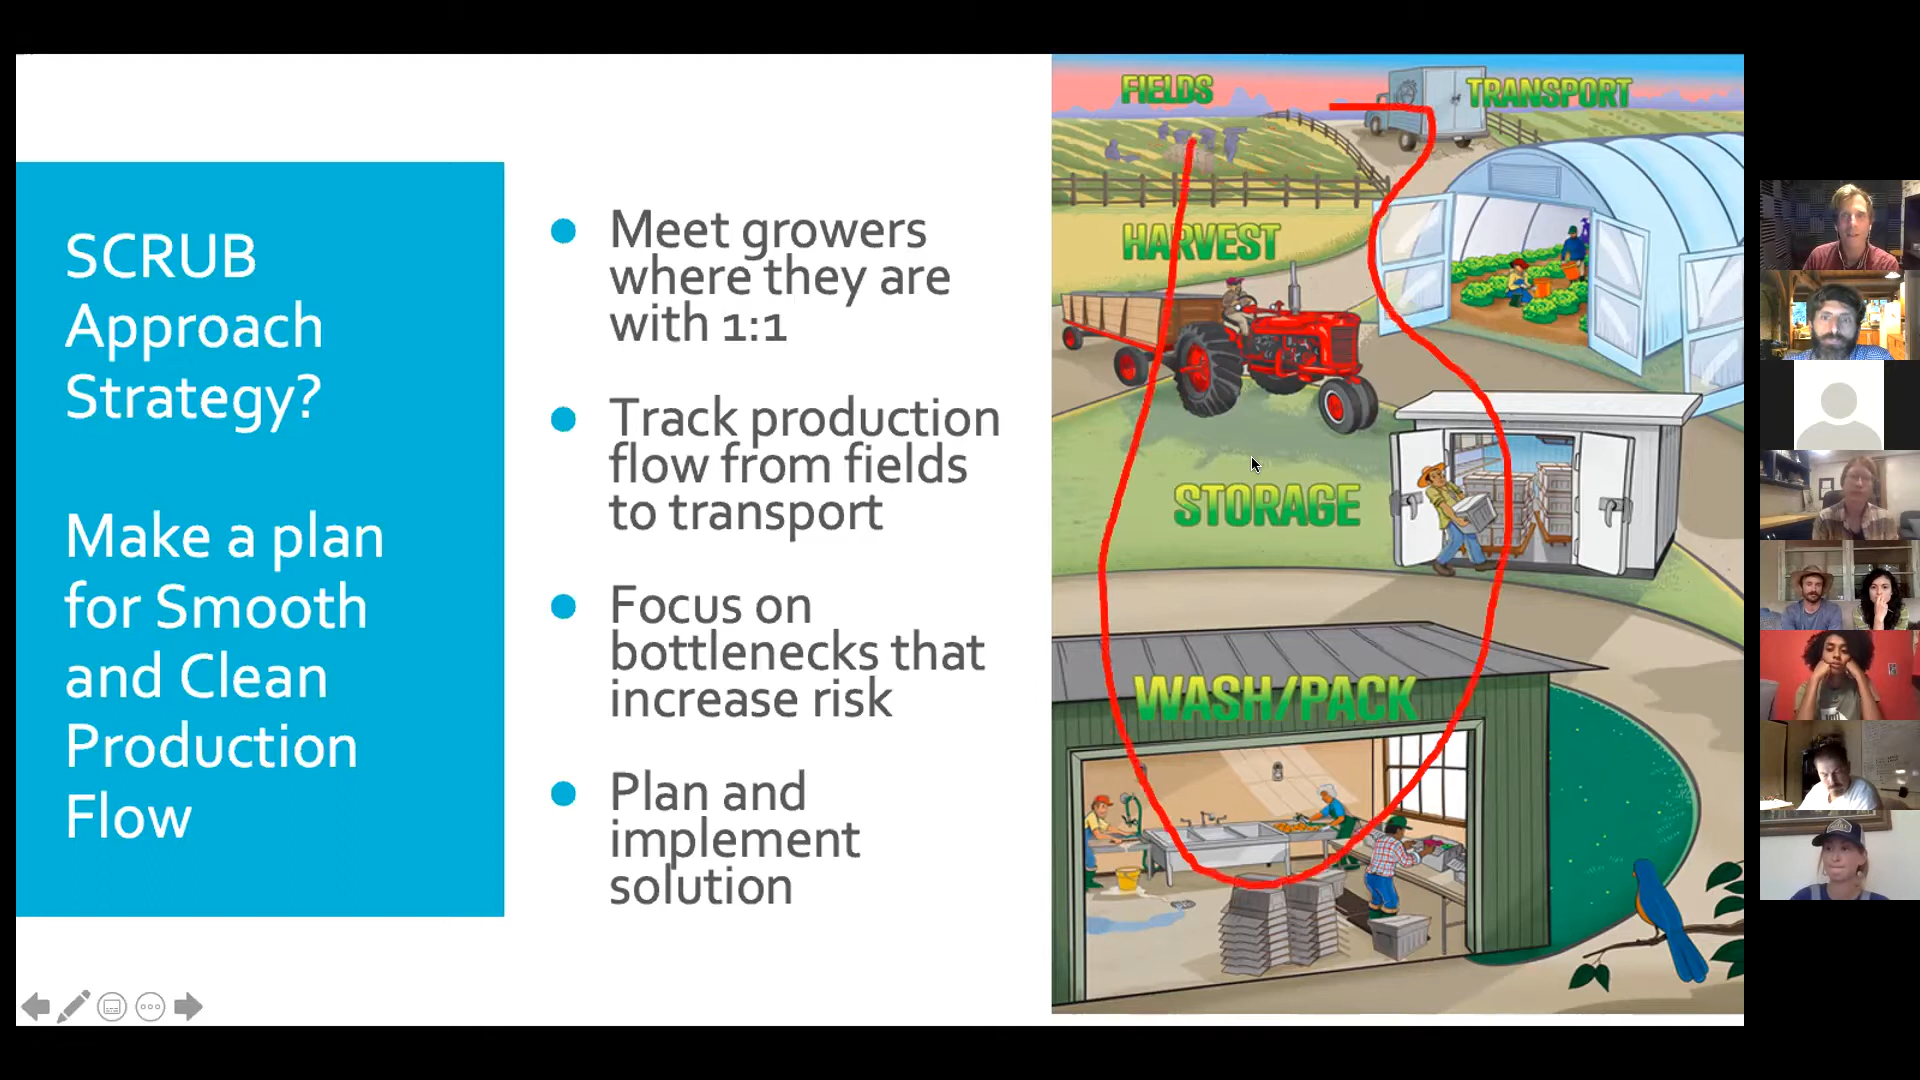 SCRUB
Approach
Strategy?
Make a plan
for Smooth
and Clean
Production
Flow
Meet growers
where they are
with 1:1
Track production
flow from fields
to transport
Focus on
bottlenecks that
increase risk
Plan and
implement
solution
FIELDS
TRANSPORT
HARVEST
STORAGE
WASH/PACK